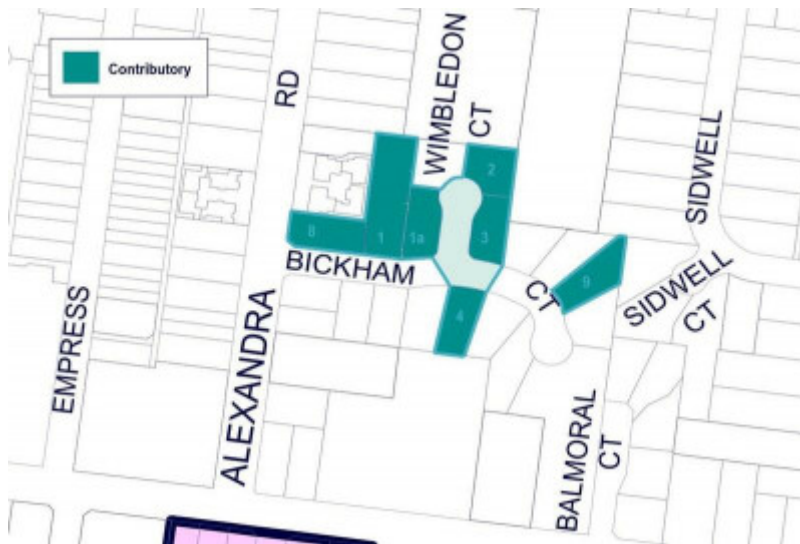 Contributory
RD
WIMBLEDON
CT
SIDWELL
2
8
1
1a
3
BICKHAM
CT
9
SIDWELL
CT
4
EMPRESS
ALEXANDRA
BALMORAL
CT